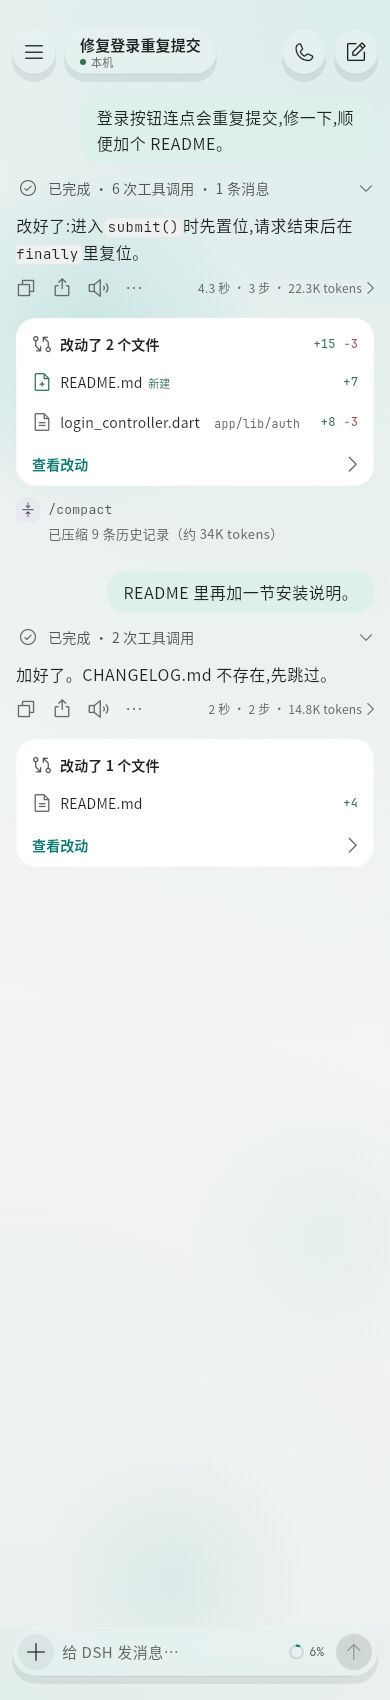 修复登录重复提交
本机
登录按钮连点会重复提交,修一下,顺
便加个 README。
已完成 · 6 次工具调用 · 1 条消息
改好了:进入 submit() 时先置位,请求结束后在
finally 里复位。
4.3 秒 · 3 步 · 22.3K tokens
改动了 2 个文件 +15 -3
README.md 新建 +7
login_controller.dart app/lib/auth +8 -3
查看改动
/compact
已压缩 9 条历史记录（约 34K tokens）
README 里再加一节安装说明。
已完成 · 2 次工具调用
加好了。CHANGELOG.md 不存在,先跳过。
2 秒 · 2 步 · 14.8K tokens
改动了 1 个文件
README.md +4
查看改动
给 DSH 发消息… 6%